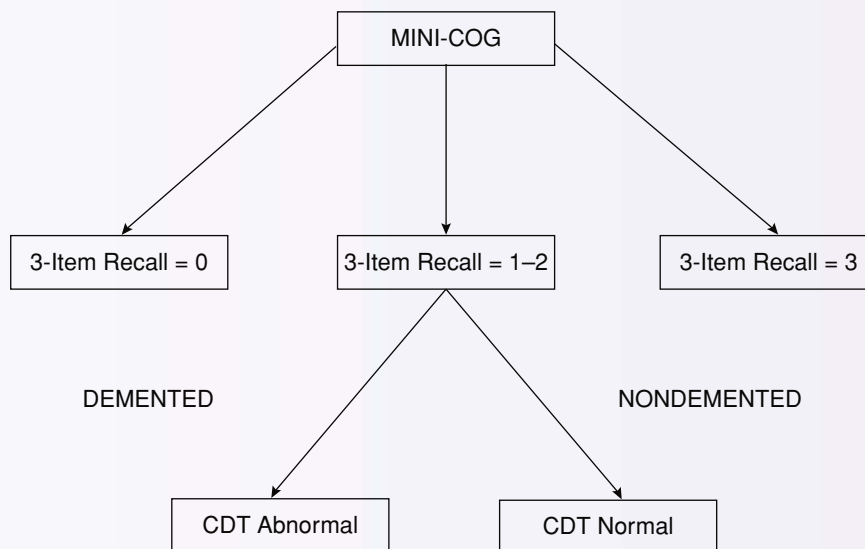 MINI-COG
3-Item Recall = 0
3-Item Recall = 1–2
3-Item Recall = 3
DEMENTED
NONDEMENTED
CDT Abnormal
CDT Normal